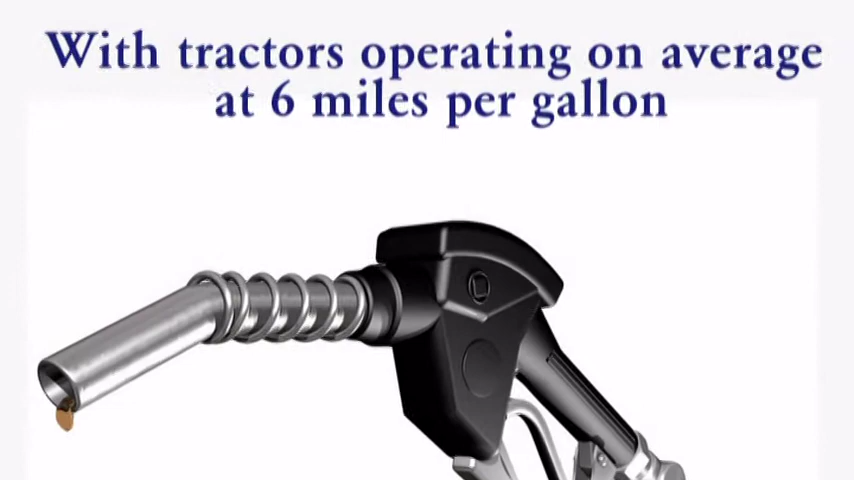 With tractors operating on average
at 6 miles per gallon